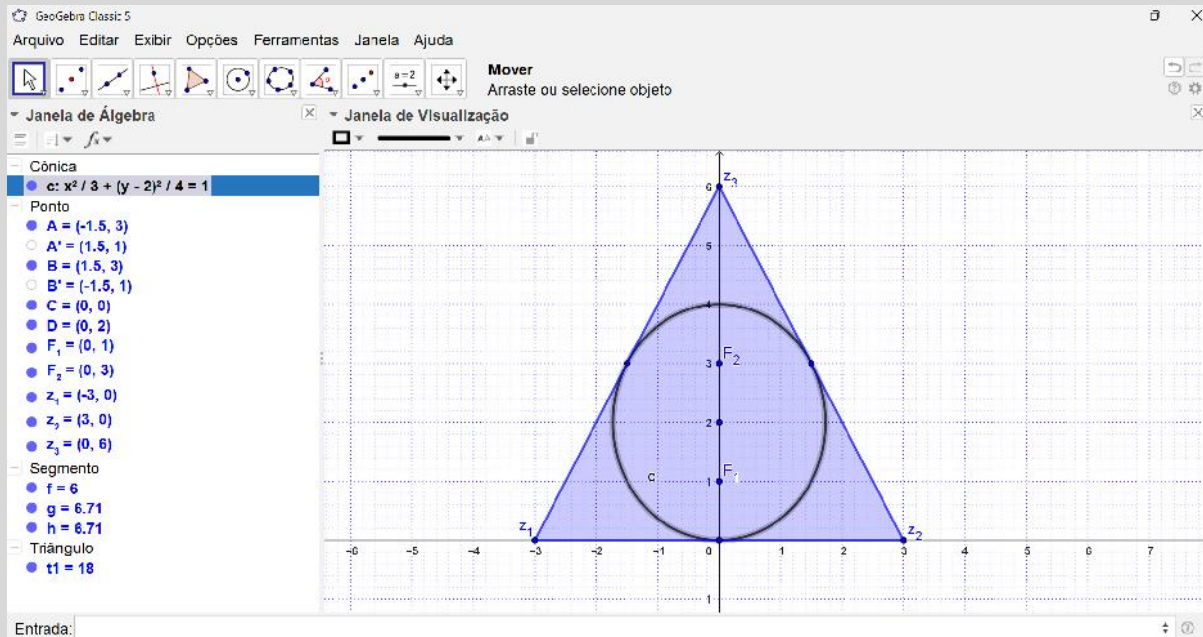 GeoGebra Classic 5
Arquivo Editar Exibir Opções Ferramentas Janela Ajuda
a=2
Mover
Arraste ou selecione objeto
Janela de Álgebra
Janela de Visualização
Cônica
c: x² / 3 + (y - 2)² / 4 = 1
Ponto
A = (-1.5, 3)
A' = (1.5, 1)
B = (1.5, 3)
B' = (-1.5, 1)
C = (0, 0)
D = (0, 2)
F₁ = (0, 1)
F₂ = (0, 3)
z₁ = (-3, 0)
z₂ = (3, 0)
z₃ = (0, 6)
Segmento
f = 6
g = 6.71
h = 6.71
Triângulo
t1 = 18
z₃
6
5
4
3 F₂
2
c
1 F₁
z₁ z₂
-6 -5 -4 -3 -2 -1 0 1 2 3 4 5 6 7
1
Entrada: